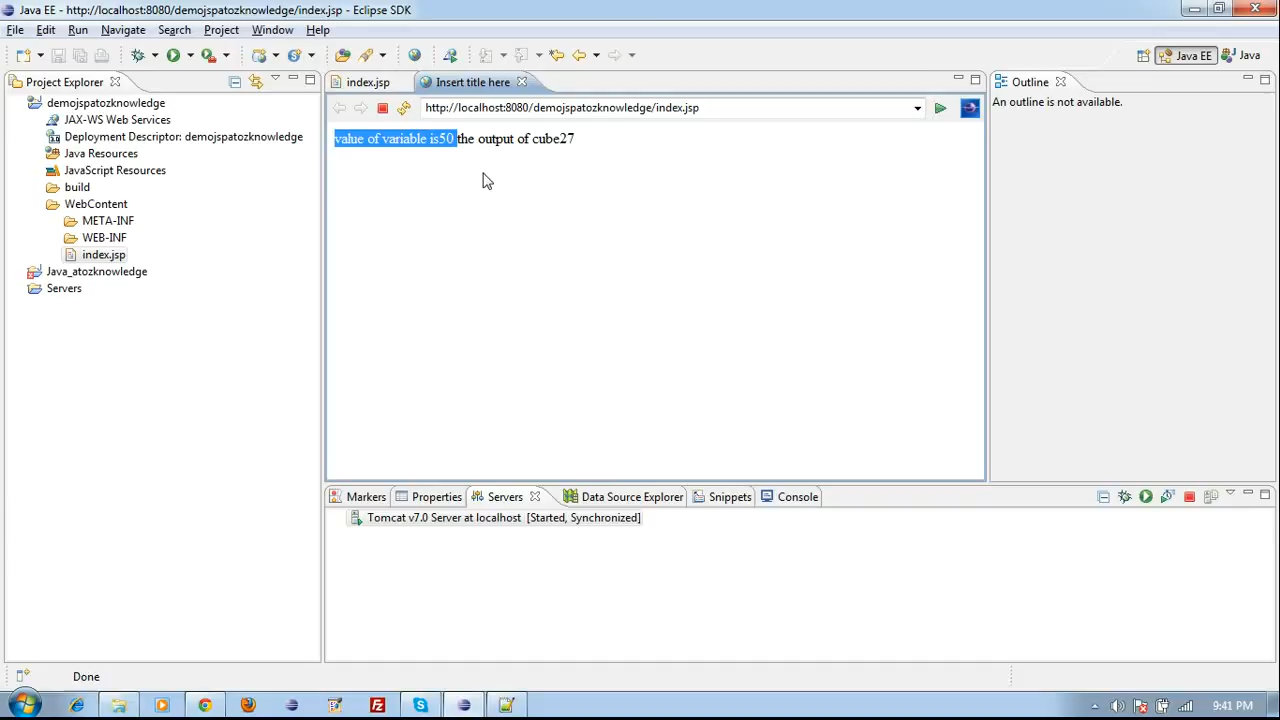 Java EE - http://localhost:8080/demojspatozknowledge/index.jsp - Eclipse SDK
File Edit Run Navigate Search Project Window Help
Java EE Java
Project Explorer
index.jsp Insert title here
Outline
demojspatozknowledge
JAX-WS Web Services
Deployment Descriptor: demojspatozknowledge
Java Resources
JavaScript Resources
build
WebContent
META-INF
WEB-INF
index.jsp
Java_atozknowledge
Servers
http://localhost:8080/demojspatozknowledge/index.jsp
value of variable is50 the output of cube27
An outline is not available.
Markers Properties Servers Data Source Explorer Snippets Console
Tomcat v7.0 Server at localhost [Started, Synchronized]
Done
9:41 PM